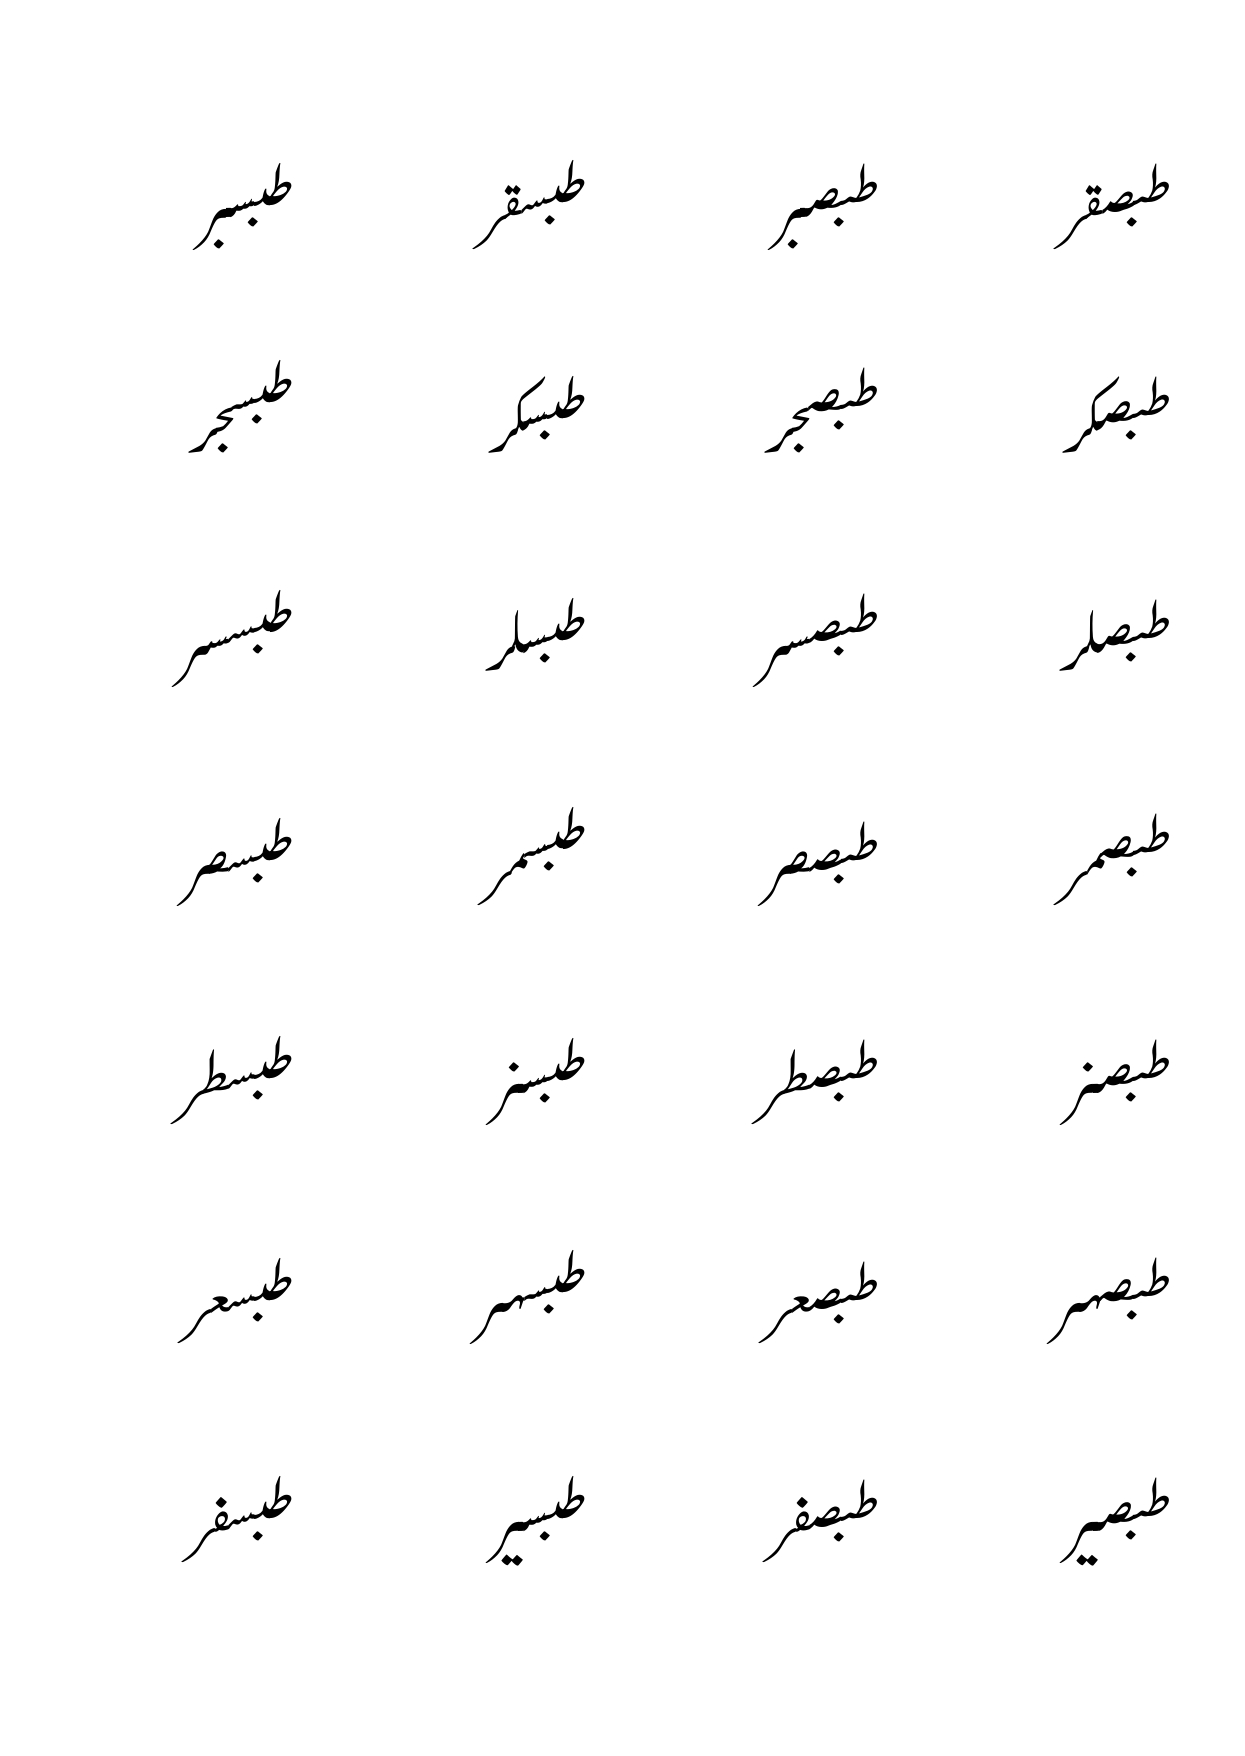 طبصقر طبصبر طبسقر طبسبر
طبصكر طبصجر طبسكر طبسجر
طبصلر طبصسر طبسلر طبسسر
طبصمر طبصصر طبسمر طبسصر
طبصنر طبصطر طبسنر طبسطر
طبصهر طبصعر طبسهر طبسعر
طبصير طبصفر طبسير طبسفر